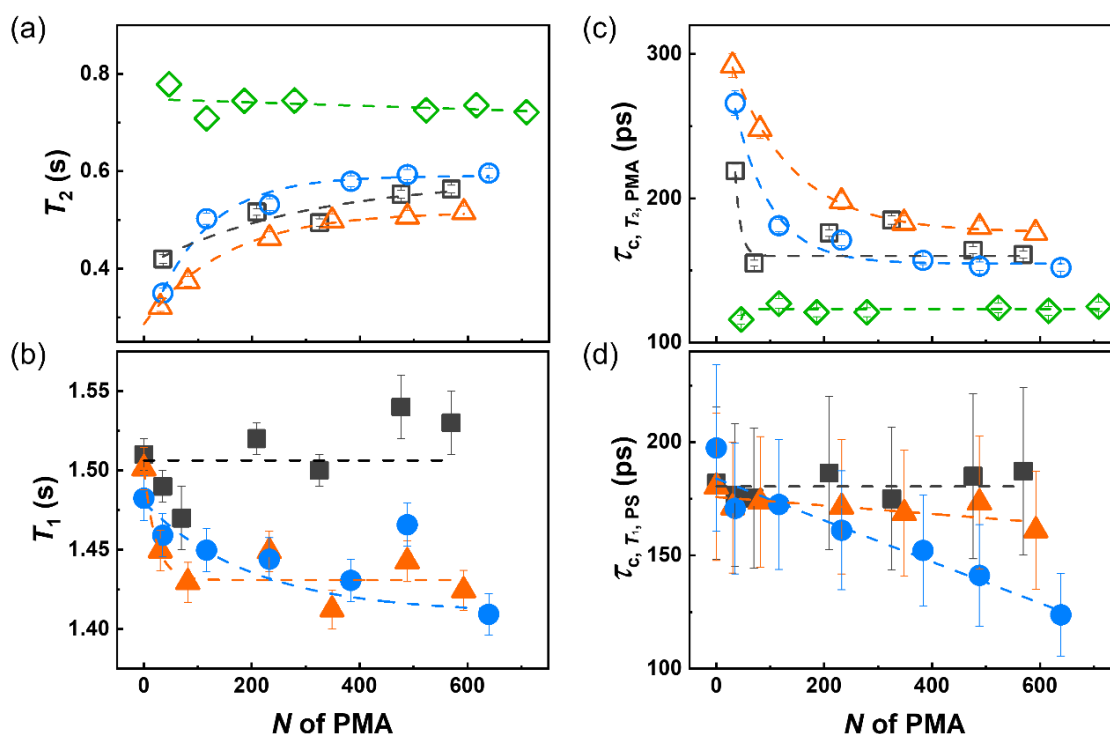 (a)
0.8
0.6
0.4
T₂ (s)
(b)
1.55
1.50
1.45
1.40
T₁ (s)
0 200 400 600
N of PMA
(c)
300
200
100
τc, T₂, PMA (ps)
(d)
200
150
100
τc, T₁, PS (ps)
0 200 400 600
N of PMA